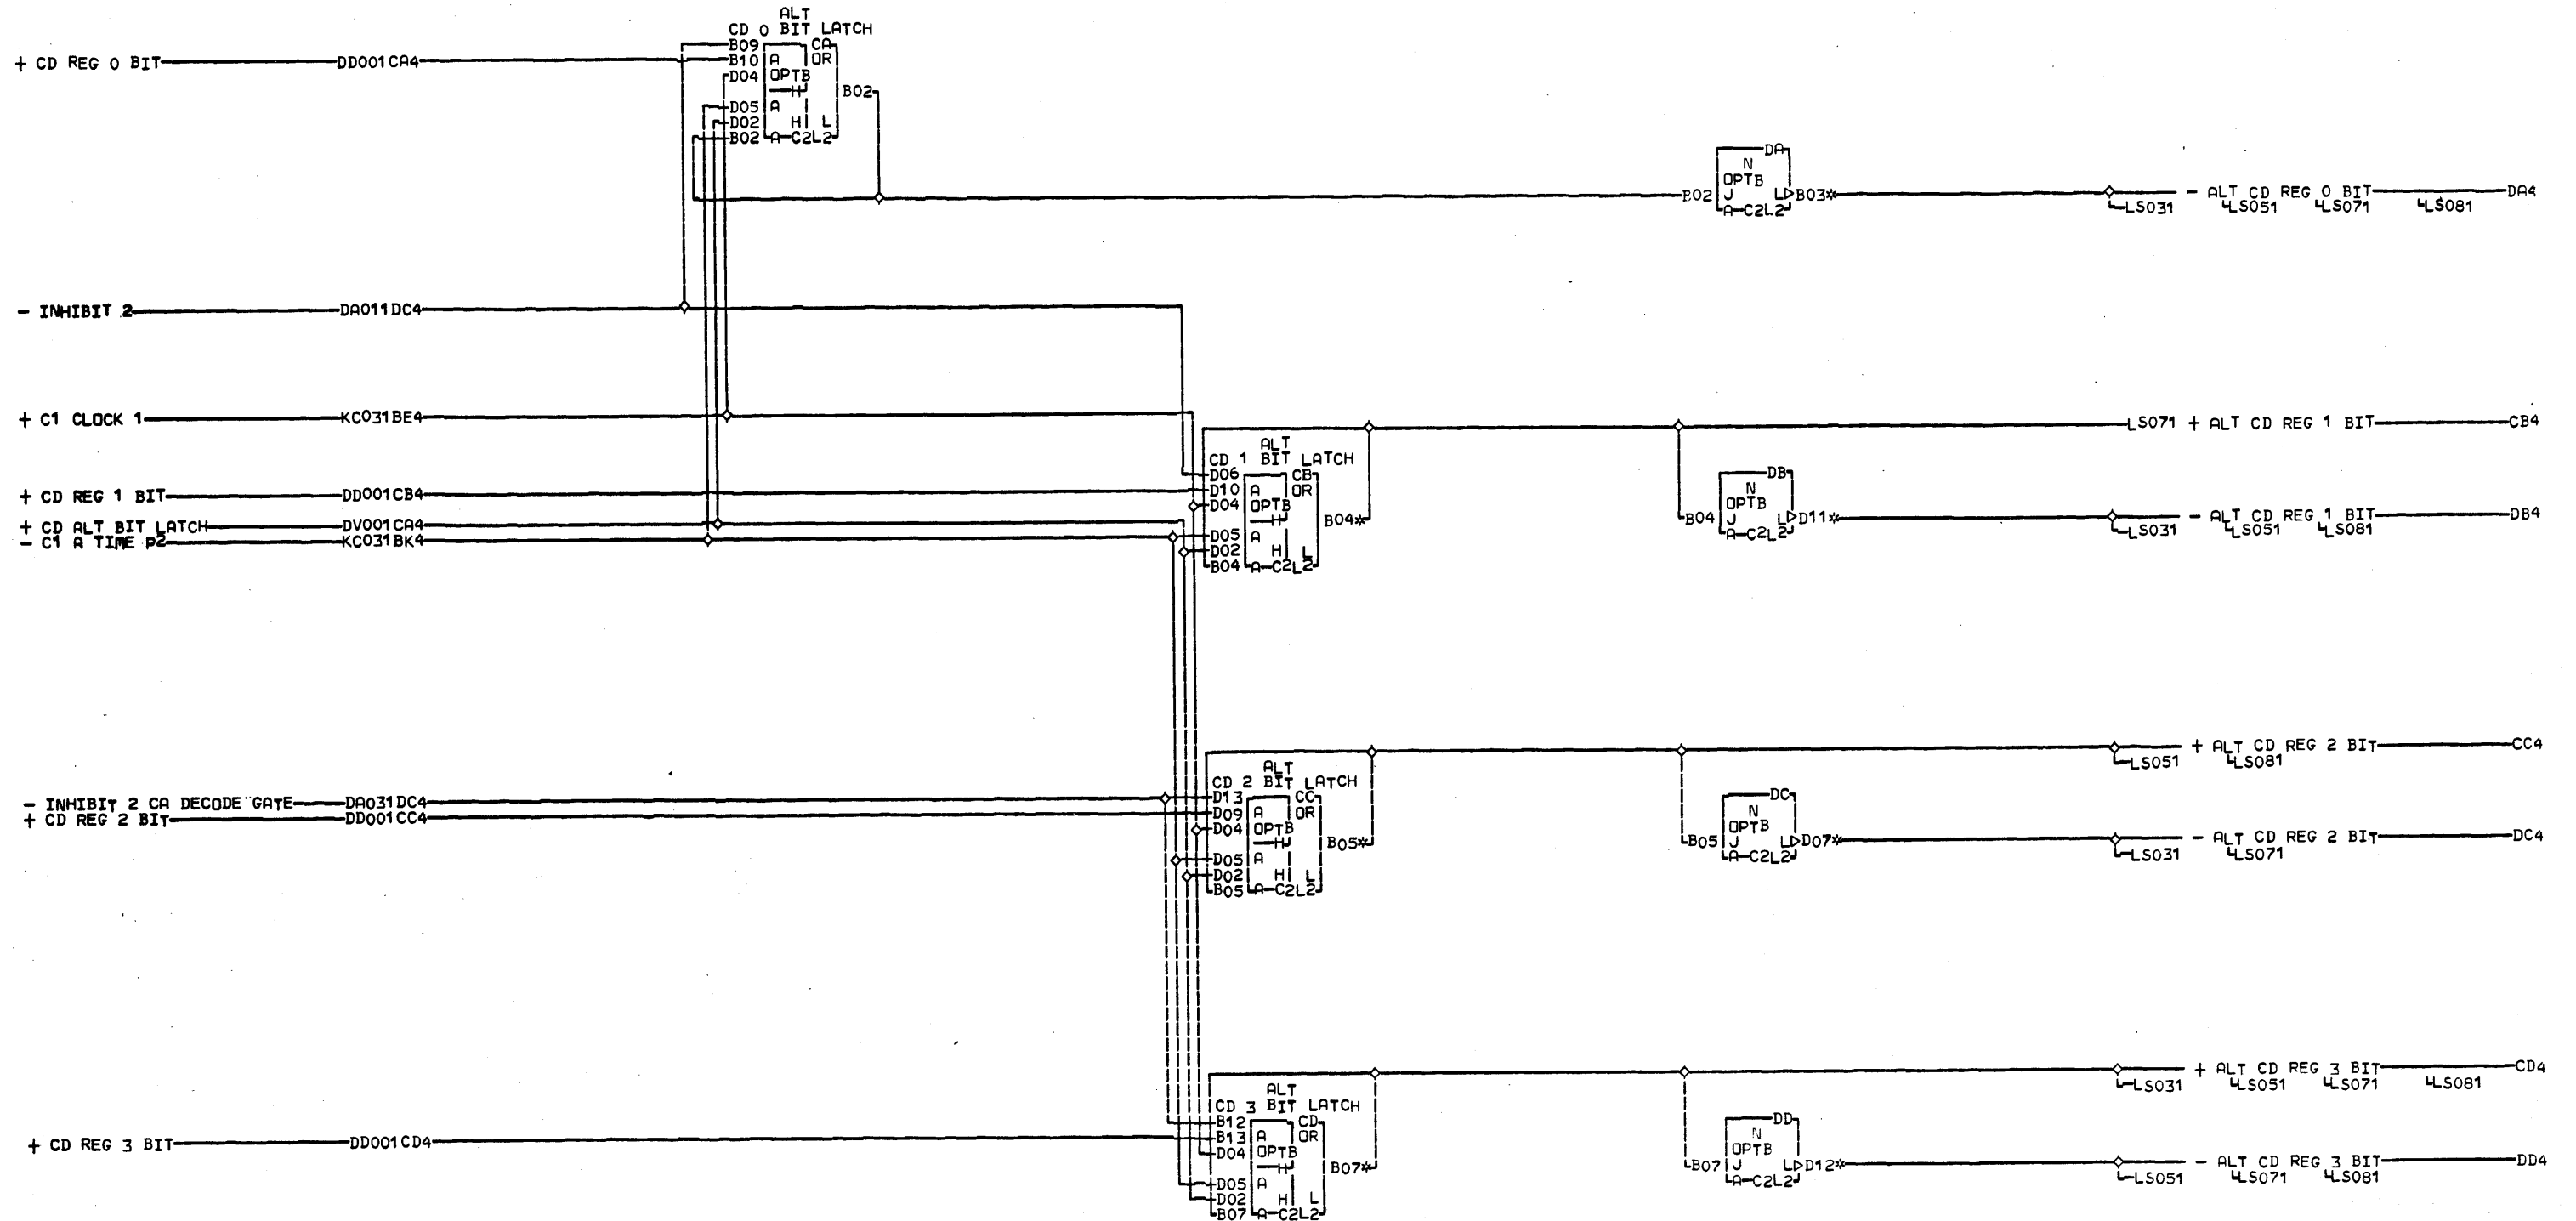 ALT
CD 0 BIT LATCH
B09 CA
+ CD REG 0 BIT DD001CA4 B10 A OR
D04 OPTB
H B02
D05 A
D02 H L
B02 A C2L2
DA
N
OPTB
B02 J L B03* - ALT CD REG 0 BIT DA4
A C2L2 LS031 LS051 LS071 LS081
- INHIBIT 2 DA011DC4
+ C1 CLOCK 1 KC031BE4
LS071 + ALT CD REG 1 BIT CB4
ALT
CD 1 BIT LATCH
D06 CB
+ CD REG 1 BIT DD001CB4 D10 A OR
D04 OPTB
H B04*
+ CD ALT BIT LATCH DV001CA4
- C1 A TIME P2 KC031BK4
D05 A
D02 H L
B04 A C2L2
DB
N
OPTB
B04 J L D11* - ALT CD REG 1 BIT DB4
A C2L2 LS031 LS051 LS081
+ ALT CD REG 2 BIT CC4
LS051 LS081
ALT
CD 2 BIT LATCH
- INHIBIT 2 CA DECODE GATE DA031DC4 D13 CC
+ CD REG 2 BIT DD001CC4 D09 A OR
D04 OPTB
H B05*
D05 A
D02 H L
B05 A C2L2
DC
N
OPTB
B05 J L D07* - ALT CD REG 2 BIT DC4
A C2L2 LS031 LS071
+ ALT CD REG 3 BIT CD4
LS031 LS051 LS071 LS081
ALT
CD 3 BIT LATCH
B12 CD
+ CD REG 3 BIT DD001CD4 B13 A OR
D04 OPTB
H B07*
D05 A
D02 H L
B07 A C2L2
DD
N
OPTB
B07 J L D12* - ALT CD REG 3 BIT DD4
A C2L2 LS051 LS071 LS081